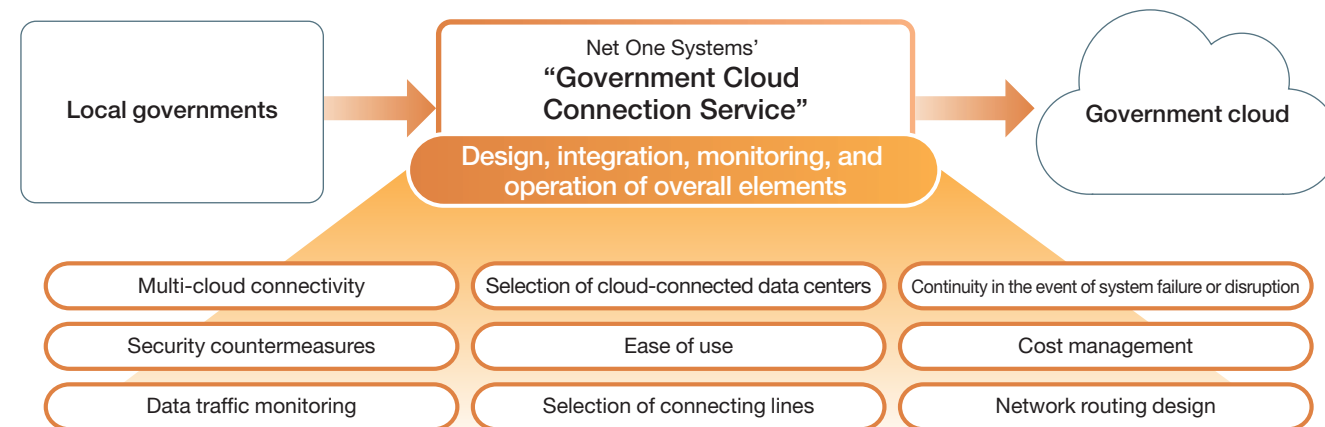 Local governments
Net One Systems’
“Government Cloud
Connection Service”
Design, integration, monitoring, and
operation of overall elements
Government cloud
Multi-cloud connectivity
Selection of cloud-connected data centers
Continuity in the event of system failure or disruption
Security countermeasures
Ease of use
Cost management
Data traffic monitoring
Selection of connecting lines
Network routing design